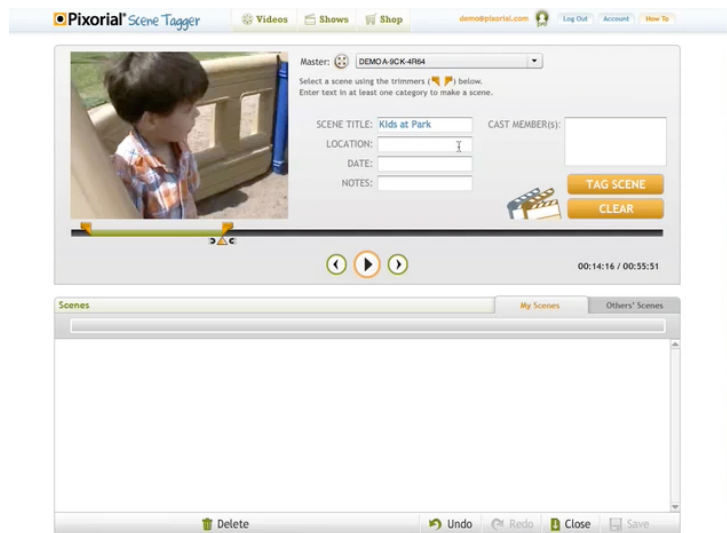 Pixorial® Scene Tagger
Videos
Shows
Shop
demo@pixorial.com
Log Out
Account
How To
Master:
DEMO A-9CK-4R64
Select a scene using the trimmers ( ) below.
Enter text in at least one category to make a scene.
SCENE TITLE: Kids at Park
CAST MEMBER(s):
LOCATION:
DATE:
NOTES:
TAG SCENE
CLEAR
00:14:16 / 00:55:51
Scenes
My Scenes
Others' Scenes
Delete
Undo
Redo
Close
Save